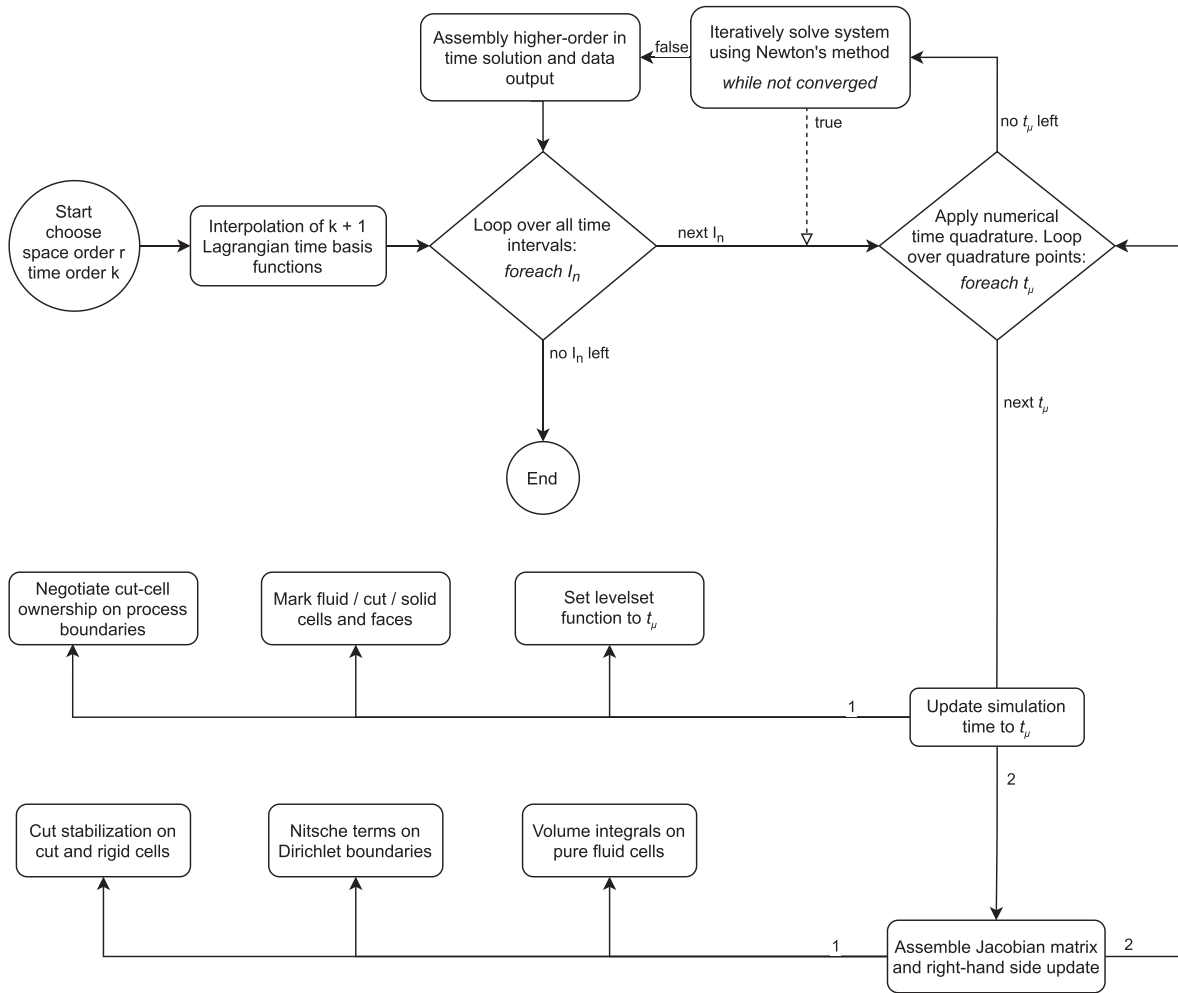 Assembly higher-order in
time solution and data
output
false
Iteratively solve system
using Newton's method
while not converged
true
no tμ left
Start
choose
space order r
time order k
Interpolation of k + 1
Lagrangian time basis
functions
Loop over all time
intervals:
foreach In
next In
Apply numerical
time quadrature. Loop
over quadrature points:
foreach tμ
no In left
next tμ
End
Negotiate cut-cell
ownership on process
boundaries
Mark fluid / cut / solid
cells and faces
Set levelset
function to tμ
1
Update simulation
time to tμ
2
Cut stabilization on
cut and rigid cells
Nitsche terms on
Dirichlet boundaries
Volume integrals on
pure fluid cells
1
Assemble Jacobian matrix
and right-hand side update
2